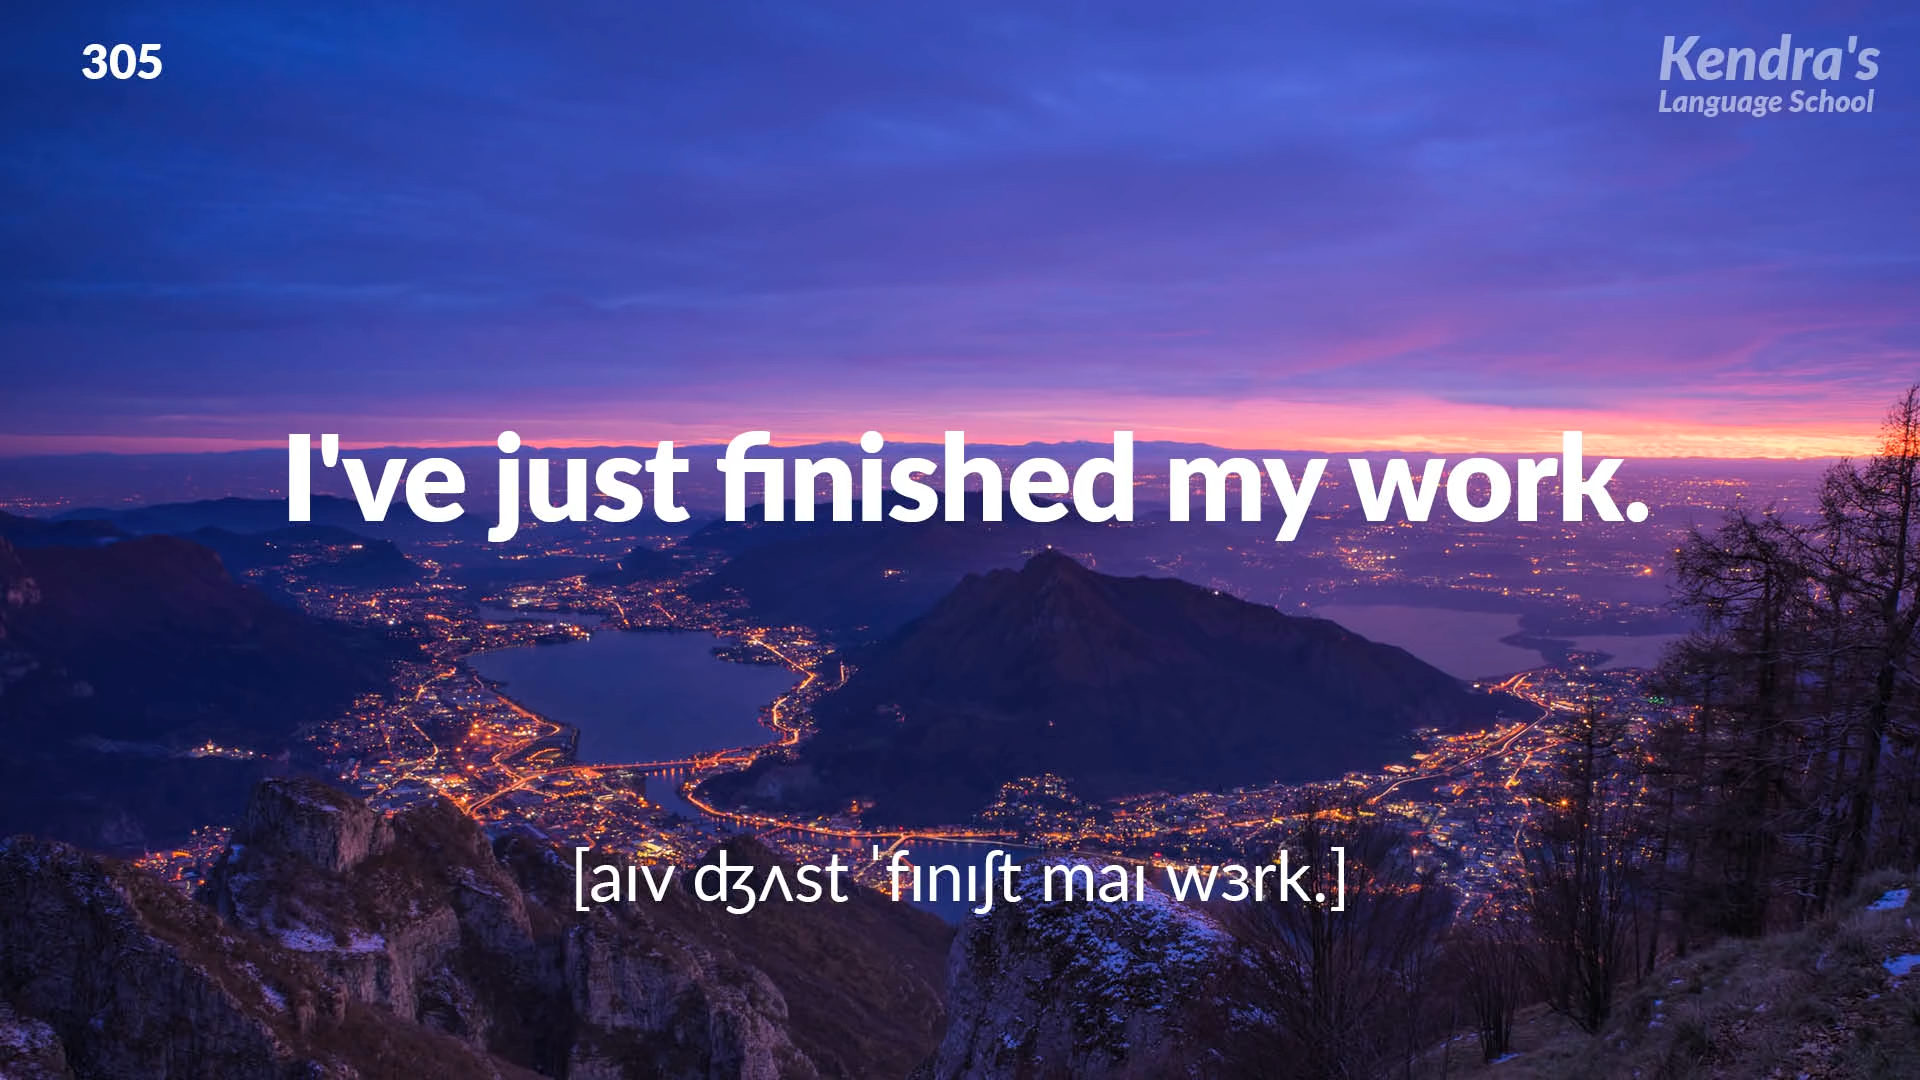 305
Kendra's
Language School
I've just finished my work.
[aɪv ʤʌst ˈfɪnɪʃt maɪ wɜrk.]